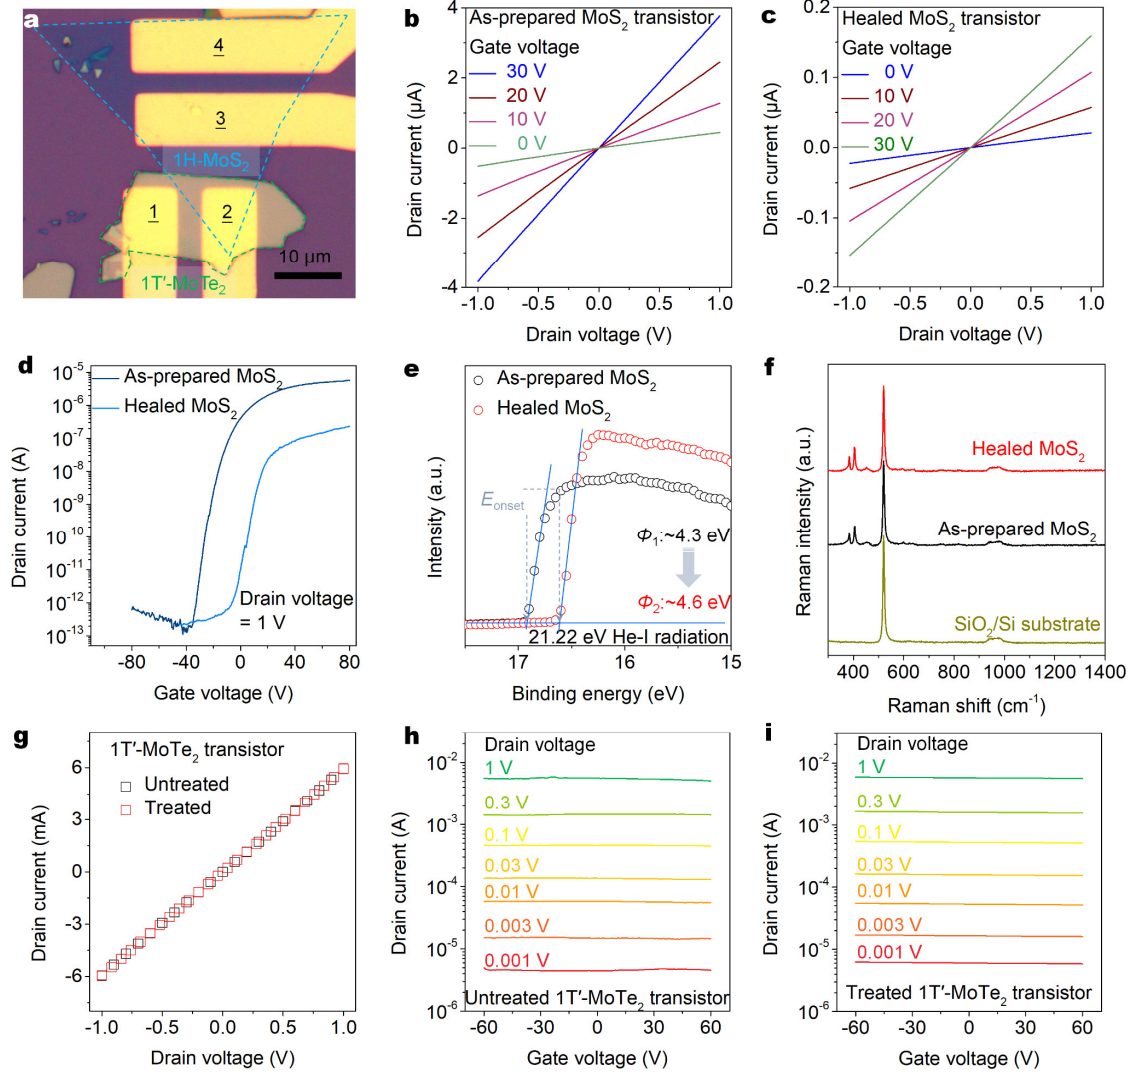 a
4
3
1H-MoS₂
1
2
10 µm
1T′-MoTe₂
b
As-prepared MoS₂ transistor
Gate voltage
30 V
20 V
10 V
0 V
4
2
0
-2
-4
Drain current (µA)
-1.0
-0.5
0.0
0.5
1.0
Drain voltage (V)
c
Healed MoS₂ transistor
Gate voltage
0 V
10 V
20 V
30 V
0.2
0.1
0.0
-0.1
-0.2
Drain current (µA)
-1.0
-0.5
0.0
0.5
1.0
Drain voltage (V)
d
As-prepared MoS₂
Healed MoS₂
10⁻⁵
10⁻⁶
10⁻⁷
10⁻⁸
10⁻⁹
10⁻¹⁰
10⁻¹¹
10⁻¹²
10⁻¹³
Drain current (A)
Drain voltage
= 1 V
-80
-40
0
40
80
Gate voltage (V)
e
As-prepared MoS₂
Healed MoS₂
Eonset
Φ₁:~4.3 eV
Φ₂:~4.6 eV
21.22 eV He-I radiation
Intensity (a.u.)
17
16
15
Binding energy (eV)
f
Healed MoS₂
As-prepared MoS₂
SiO₂/Si substrate
Raman intensity (a.u.)
400
600
800
1000
1200
1400
Raman shift (cm⁻¹)
g
1T′-MoTe₂ transistor
Untreated
Treated
6
3
0
-3
-6
Drain current (mA)
-1.0
-0.5
0.0
0.5
1.0
Drain voltage (V)
h
Drain voltage
1 V
0.3 V
0.1 V
0.03 V
0.01 V
0.003 V
0.001 V
Untreated 1T′-MoTe₂ transistor
10⁻²
10⁻³
10⁻⁴
10⁻⁵
10⁻⁶
Drain current (A)
-60
-30
0
30
60
Gate voltage (V)
i
Drain voltage
1 V
0.3 V
0.1 V
0.03 V
0.01 V
0.003 V
0.001 V
Treated 1T′-MoTe₂ transistor
10⁻²
10⁻³
10⁻⁴
10⁻⁵
10⁻⁶
Drain current (A)
-60
-30
0
30
60
Gate voltage (V)